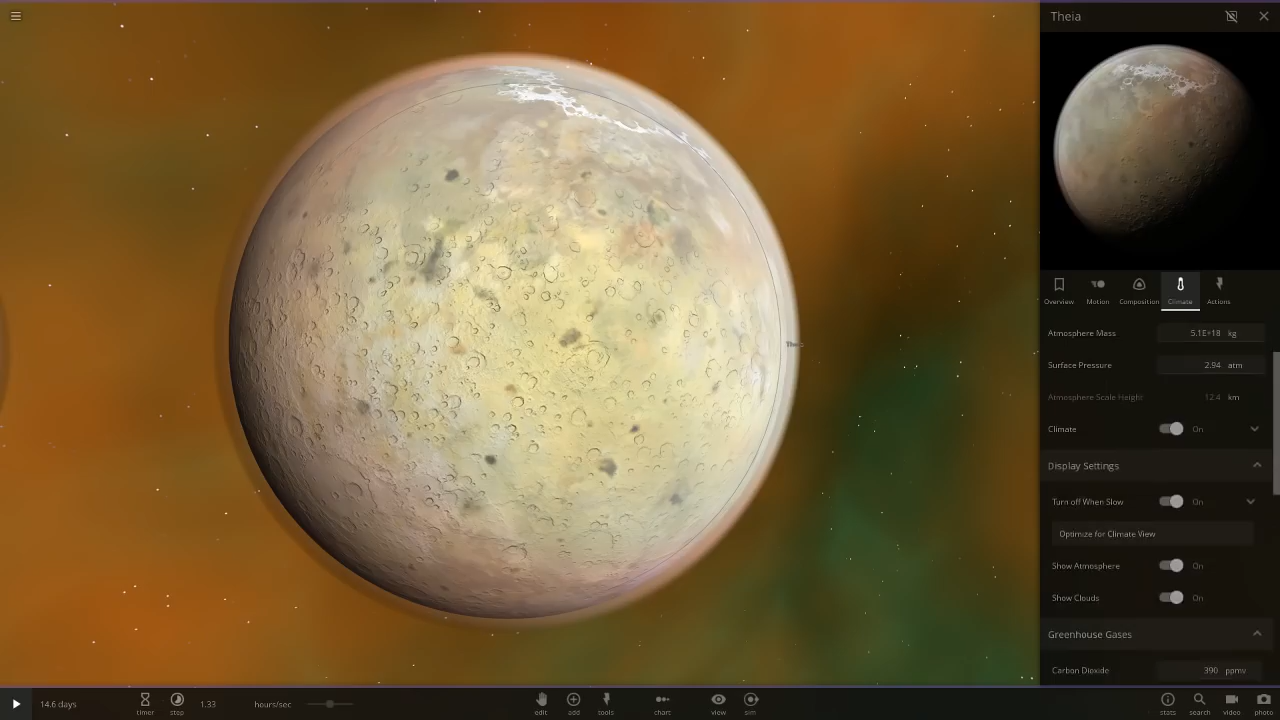 Theia
Overview Motion Composition Climate Actions
Atmosphere Mass 5.1E+18 kg
Surface Pressure 2.94 atm
Atmosphere Scale Height 12.4 km
Climate On
Display Settings
Turn off When Slow On
Optimize for Climate View
Show Atmosphere On
Show Clouds On
Greenhouse Gases
Carbon Dioxide 390 ppmv
14.6 days timer step 1.33 hours/sec edit add tools chart view sim stats search video photo